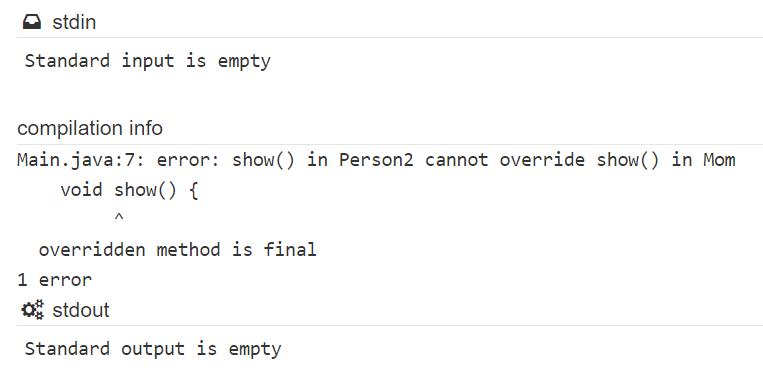 stdin
Standard input is empty
compilation info
Main.java:7: error: show() in Person2 cannot override show() in Mom
    void show() {
         ^
  overridden method is final
1 error
stdout
Standard output is empty